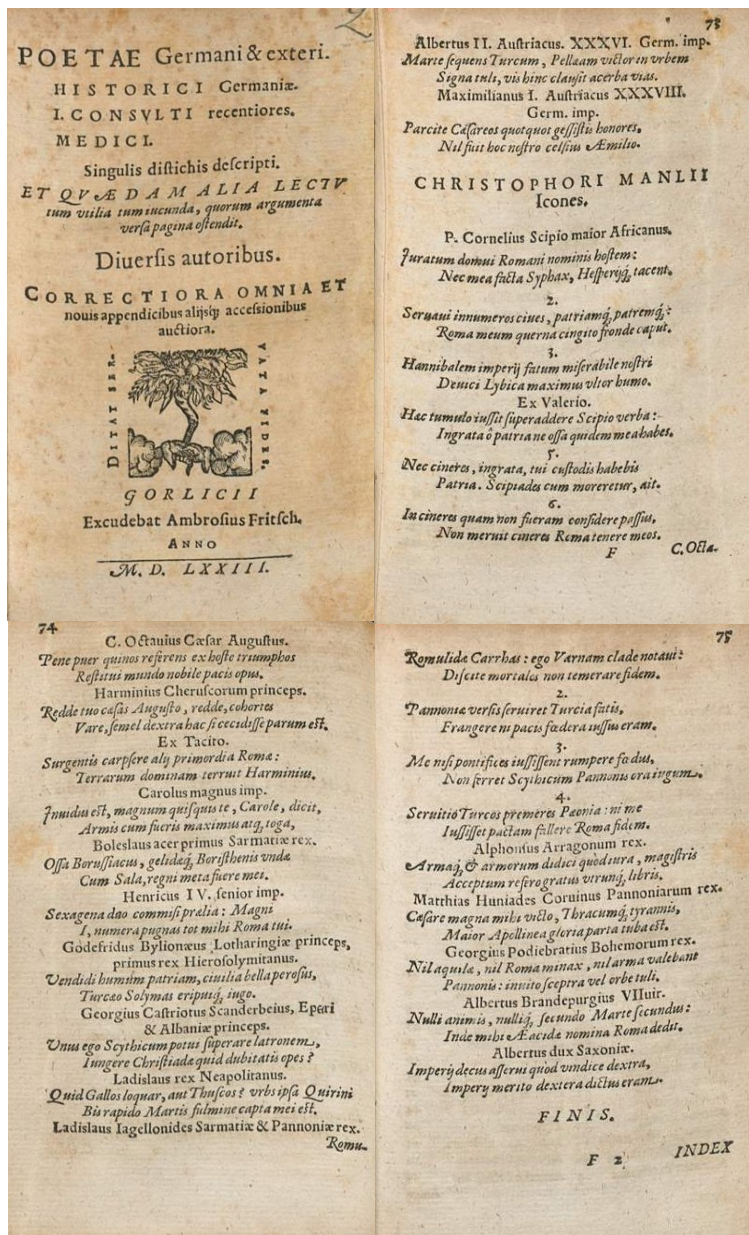 POETAE Germani & exteri.
HISTORICI Germaniæ.
I. CONSVLTI recentiores.
MEDICI.
Singulis distichis descripti.
ET QVÆDAM ALIA LECTV
tum vtilia tum iucunda, quorum argumenta
versa pagina ostendit.
Diuersis autoribus.
CORRECTIORA OMNIA ET
nouis appendicibus alijsq; accessionibus
auctiora.
DITAT SER-
VATA FIDES.
GORLICII
Excudebat Ambrosius Fritsch.
ANNO
M. D. LXXIII.
73
Albertus II. Austriacus. XXXVI. Germ. imp.
Marte sequens Turcum, Pellæam victor in vrbem
Signa tuli, vis hinc clausit acerba vias.
Maximilianus I. Austriacus XXXVIII.
Germ. imp.
Parcite Cæsareos quotquot gessistis honores,
Nil fuit hoc nostro celsius Æmilio.
CHRISTOPHORI MANLII
Icones.
P. Cornelius Scipio maior Africanus.
Juratum domui Romani nominis hostem:
Nec mea facta Syphax, Hesperijq; tacent.
2.
Seruaui innumeros ciues, patriamq; patremq;:
Roma meum querna cingito fronde caput.
3.
Hannibalem imperij fatum miserabile nostri
Deuici Lybica maximus vltor humo.
Ex Valerio.
Hæc tumulo iussit superaddere Scipio verba:
Ingrata ô patria ne ossa quidem mea habes.
5.
Nec cineres, ingrata, tui custodis habebis
Patria. Scipiades cum moreretur, ait.
6.
In cineres quam non fueram considere passus,
Non meruit cineres Roma tenere meos.
F C. Octa-
74
C. Octauius Cæsar Augustus.
Pene puer quinos referens ex hoste triumphos
Restitui mundo nobile pacis opus.
Harminius Cheruscorum princeps.
Redde tuo cæsas Augusto, redde, cohortes
Vare, semel dextra hac si cecidisse parum est.
Ex Tacito.
Surgentis carpsere alij primordia Romæ:
Terrarum dominam terruit Harminius.
Carolus magnus imp.
Inuidus est, magnum quisquis te, Carole, dicit,
Armis cum fueris maximus atq; toga,
Boleslaus acer primus Sarmatiæ rex.
Ossa Borussiacus, gelidæq; Boristhenis vndæ
Cum Sala, regni meta fuere mei.
Henricus IV. senior imp.
Sexagena duo commisi prælia: Magni
I, numera pugnas tot mihi Roma tui.
Godefridus Bylionæus Lotharingiæ princeps,
primus rex Hierosolymitanus.
Vendidi humum patriam, ciuilia bella perosus,
Turcæo Solymas eripuiq; iugo.
Georgius Castriotus Scanderbeius, Epeiri
& Albaniæ princeps.
Vnus ego Scythicum potui superare latronem,
Iungere Christiadæ quid dubitatis opes?
Ladislaus rex Neapolitanus.
Quid Gallos loquar, aut Thuscos? vrbs ipsa Quirini
Bis rapido Martis fulmine capta mei est.
Ladislaus Iagellonides Sarmatiæ & Pannoniæ rex.
Romu-
75
Romulidæ Carrhas: ego Varnam clade notaui:
Discite mortales non temerare fidem.
2.
Pannoniæ versis seruiret Turcia fatis,
Frangere ni pacis fœdera iussus eram.
3.
Me nisi pontifices iussissent rumpere fœdus,
Non ferret Scythicum Pannonis ora iugum.
4.
Seruitio Turcos premeres Pæonia: ni me
Iussisset pactam fallere Roma fidem.
Alphonsus Arragonum rex.
Armaq; & armorum didici quod iura, magistris
Acceptum refero gratus vtrunq; libris.
Matthias Huniades Coruinus Pannoniarum rex.
Cæsare magna mihi victo, Thracumq; tyrannis,
Maior Apollinea gloria parta tuba est.
Georgius Podiebratius Bohemorum rex.
Nil aquilæ, nil Roma minax, nil arma valebant
Pannonis: inuito sceptra vel orbe tuli.
Albertus Brandepurgius VIIuir.
Nulli animis, nulliq; secundo Marte secundus:
Inde mihi Æacidæ nomina Roma dedit.
Albertus dux Saxoniæ.
Imperij decus asserui quòd vindice dextra,
Imperij merito dextera dictus eram.
FINIS.
F 2 INDEX